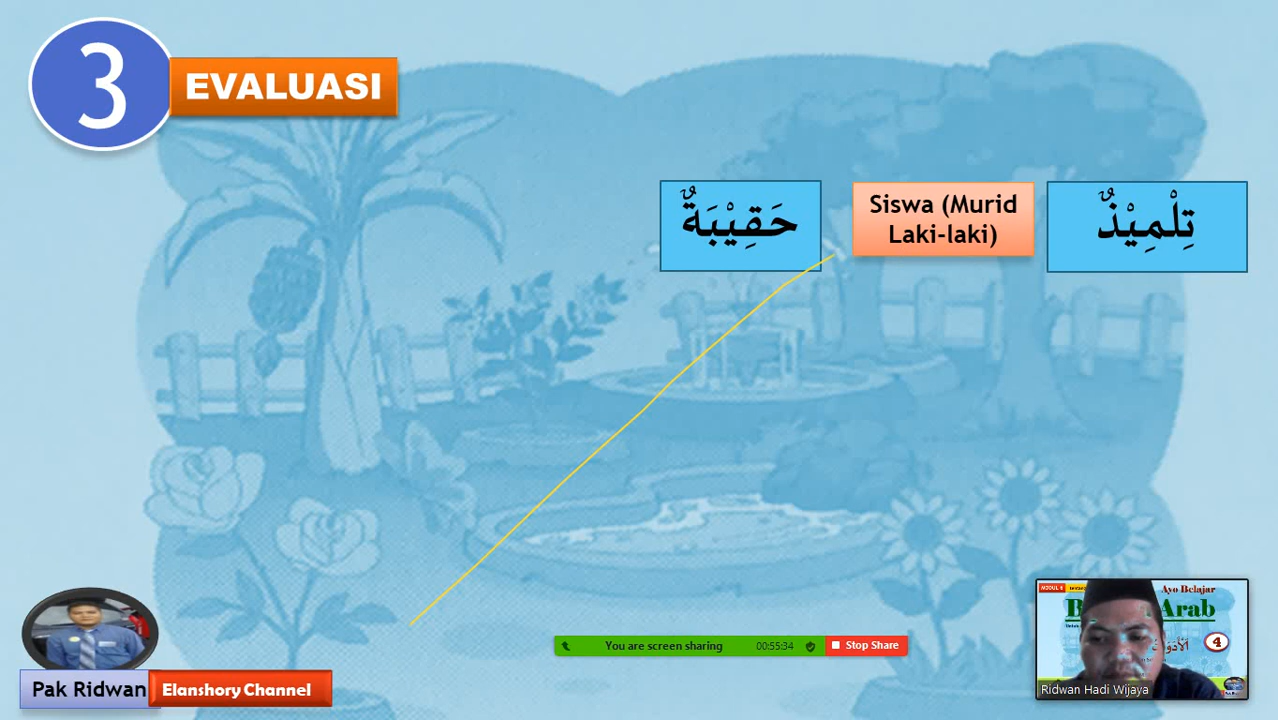 3
EVALUASI
حَقِيْبَةٌ
Siswa (Murid
Laki-laki)
تِلْمِيْذٌ
Pak Ridwan
Elanshory Channel
You are screen sharing
00:55:34
Stop Share
Ayo Belajar
Arab
4
Ridwan Hadi Wijaya